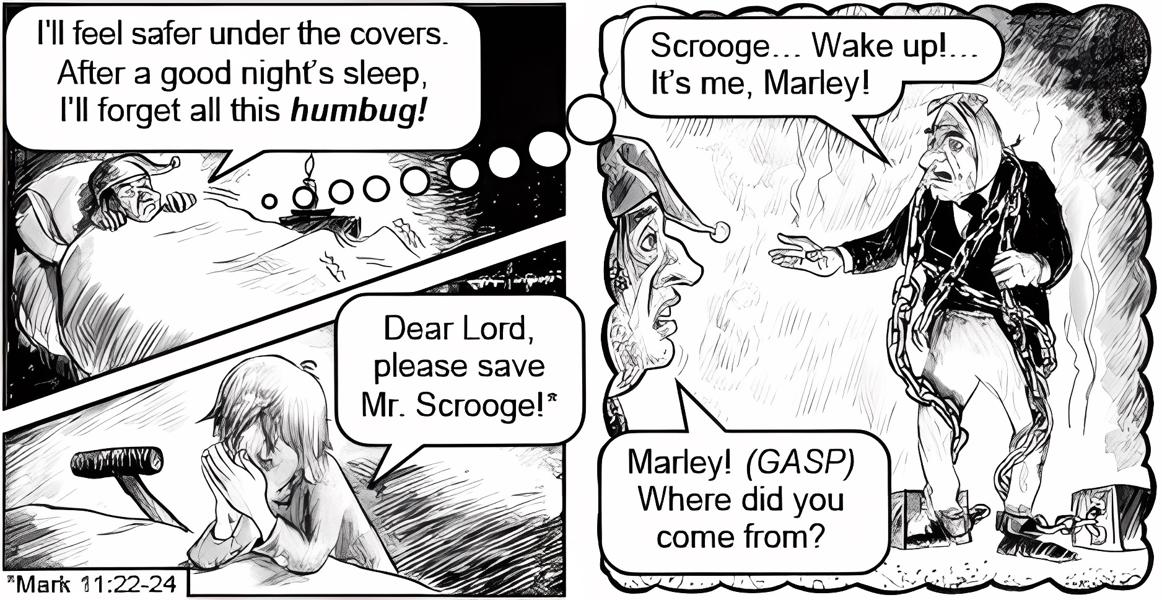 I'll feel safer under the covers.
After a good night's sleep,
I'll forget all this humbug!
Dear Lord,
please save
Mr. Scrooge!*
*Mark 11:22-24
Scrooge... Wake up!...
It's me, Marley!
Marley! (GASP)
Where did you
come from?